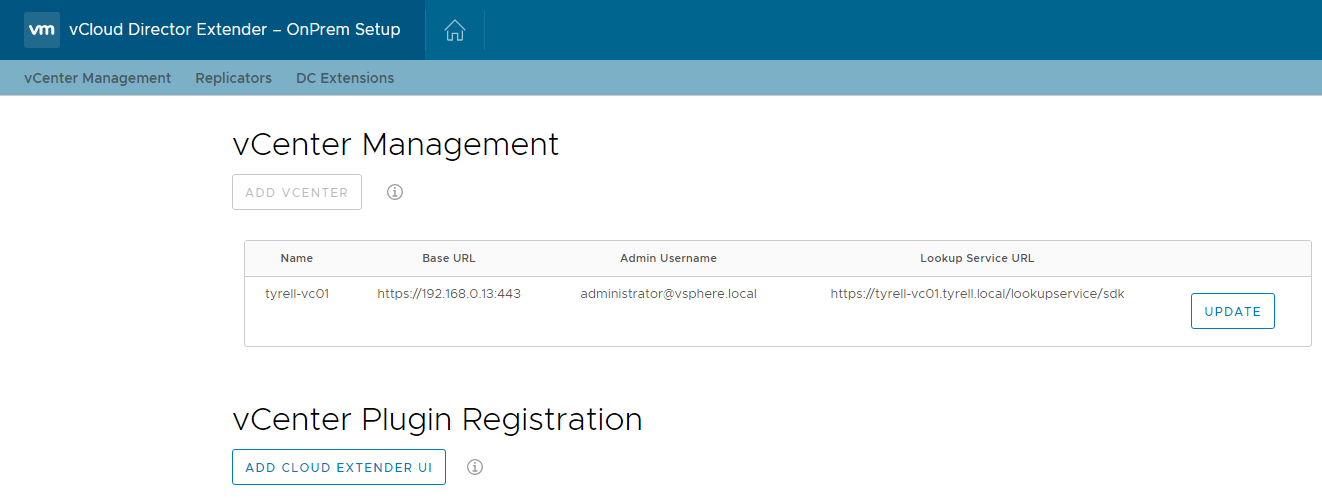 vm vCloud Director Extender – OnPrem Setup
vCenter Management Replicators DC Extensions
vCenter Management
ADD VCENTER
Name Base URL Admin Username Lookup Service URL
tyrell-vc01 https://192.168.0.13:443 administrator@vsphere.local https://tyrell-vc01.tyrell.local/lookupservice/sdk
UPDATE
vCenter Plugin Registration
ADD CLOUD EXTENDER UI